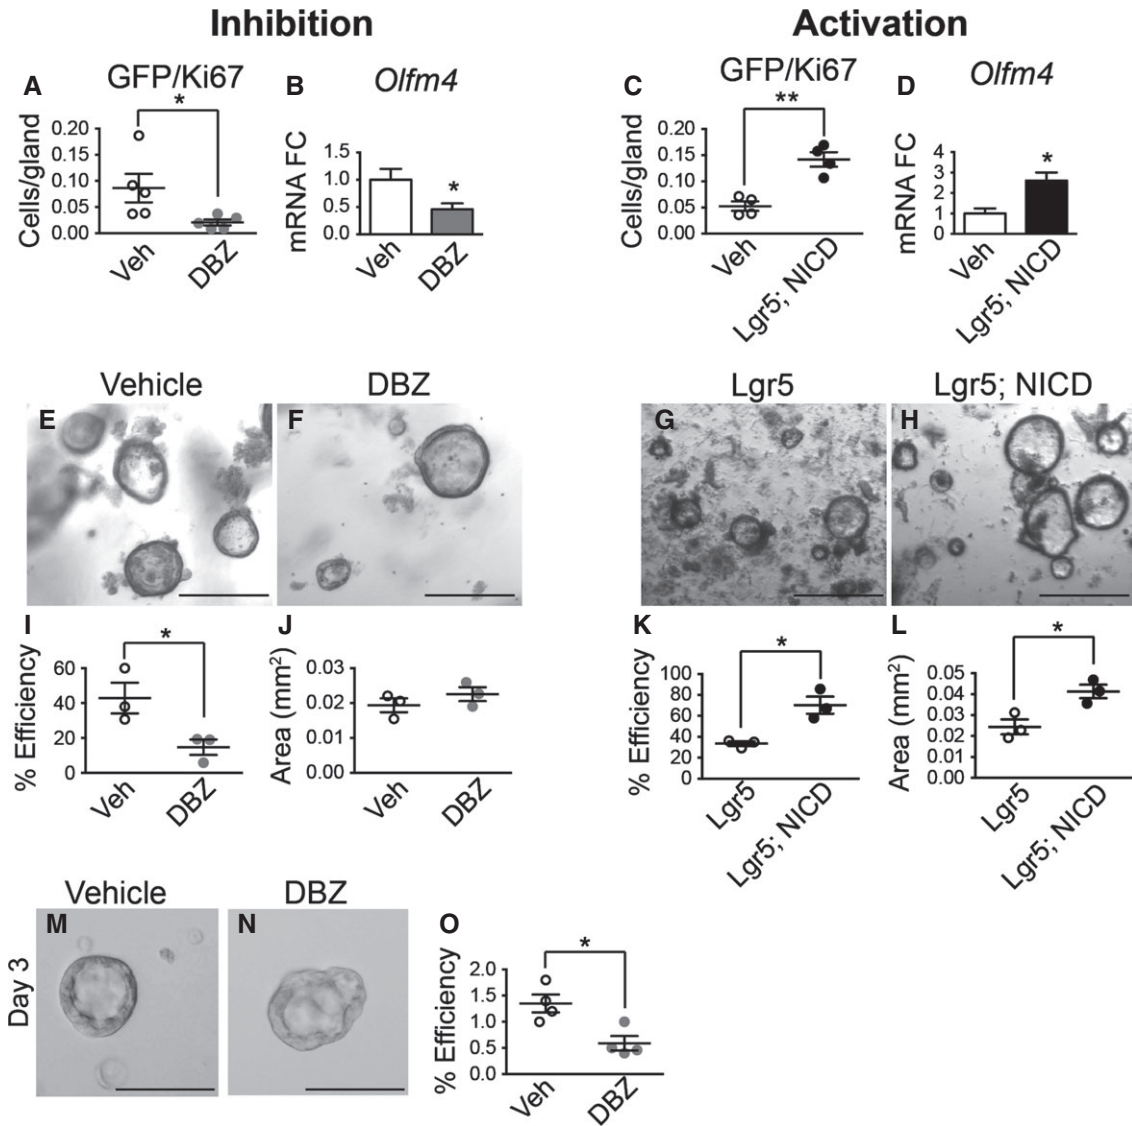 Inhibition
Activation
A
GFP/Ki67
*
Cells/gland
0.20
0.15
0.10
0.05
0.00
Veh
DBZ
B
Olfm4
mRNA FC
1.5
1.0
0.5
0.0
*
Veh
DBZ
C
GFP/Ki67
**
Cells/gland
0.20
0.15
0.10
0.05
0.00
Veh
Lgr5; NICD
D
Olfm4
mRNA FC
4
3
2
1
0
*
Veh
Lgr5; NICD
Vehicle
DBZ
Lgr5
Lgr5; NICD
E
F
G
H
I
*
% Efficiency
60
40
20
0
Veh
DBZ
J
Area (mm²)
0.03
0.02
0.01
0.00
Veh
DBZ
K
*
% Efficiency
100
80
60
40
20
0
Lgr5
Lgr5; NICD
L
*
Area (mm²)
0.05
0.04
0.03
0.02
0.01
0.00
Lgr5
Lgr5; NICD
Vehicle
DBZ
Day 3
M
N
O
*
% Efficiency
2.0
1.5
1.0
0.5
0.0
Veh
DBZ